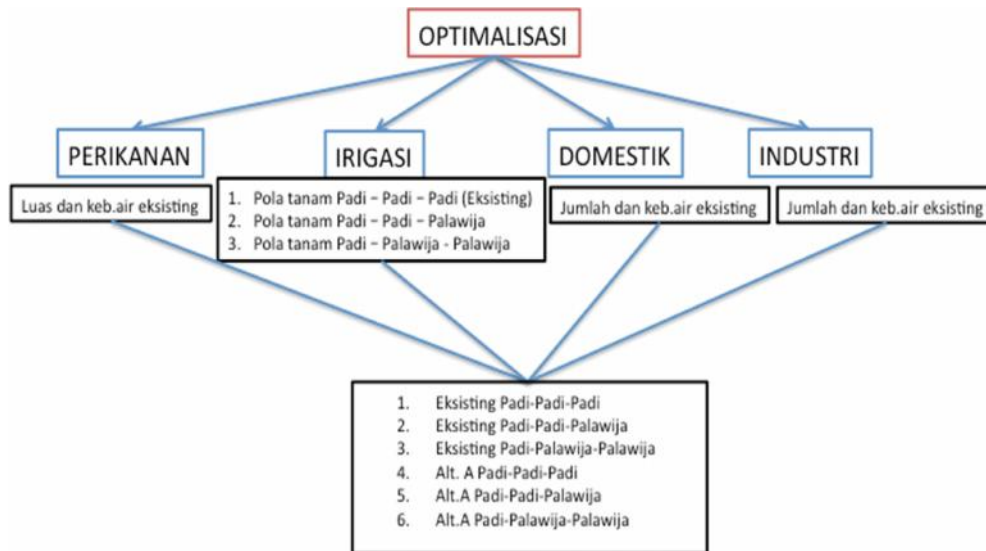 OPTIMALISASI
PERIKANAN
IRIGASI
DOMESTIK
INDUSTRI
Luas dan keb.air eksisting
1. Pola tanam Padi – Padi – Padi (Eksisting)
2. Pola tanam Padi – Padi – Palawija
3. Pola tanam Padi – Palawija - Palawija
Jumlah dan keb.air eksisting
Jumlah dan keb.air eksisting
1. Eksisting Padi-Padi-Padi
2. Eksisting Padi-Padi-Palawija
3. Eksisting Padi-Palawija-Palawija
4. Alt. A Padi-Padi-Padi
5. Alt.A Padi-Padi-Palawija
6. Alt.A Padi-Palawija-Palawija